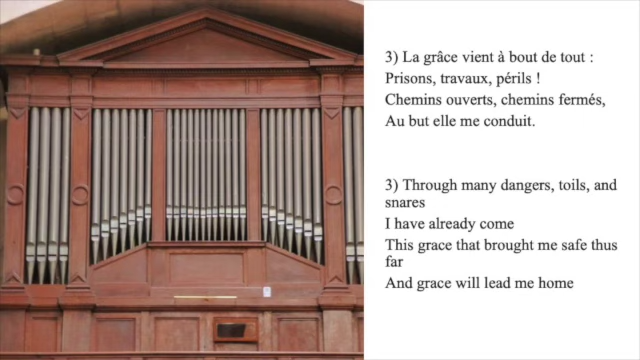 3) La grâce vient à bout de tout :
Prisons, travaux, périls !
Chemins ouverts, chemins fermés,
Au but elle me conduit.
3) Through many dangers, toils, and
snares
I have already come
This grace that brought me safe thus
far
And grace will lead me home